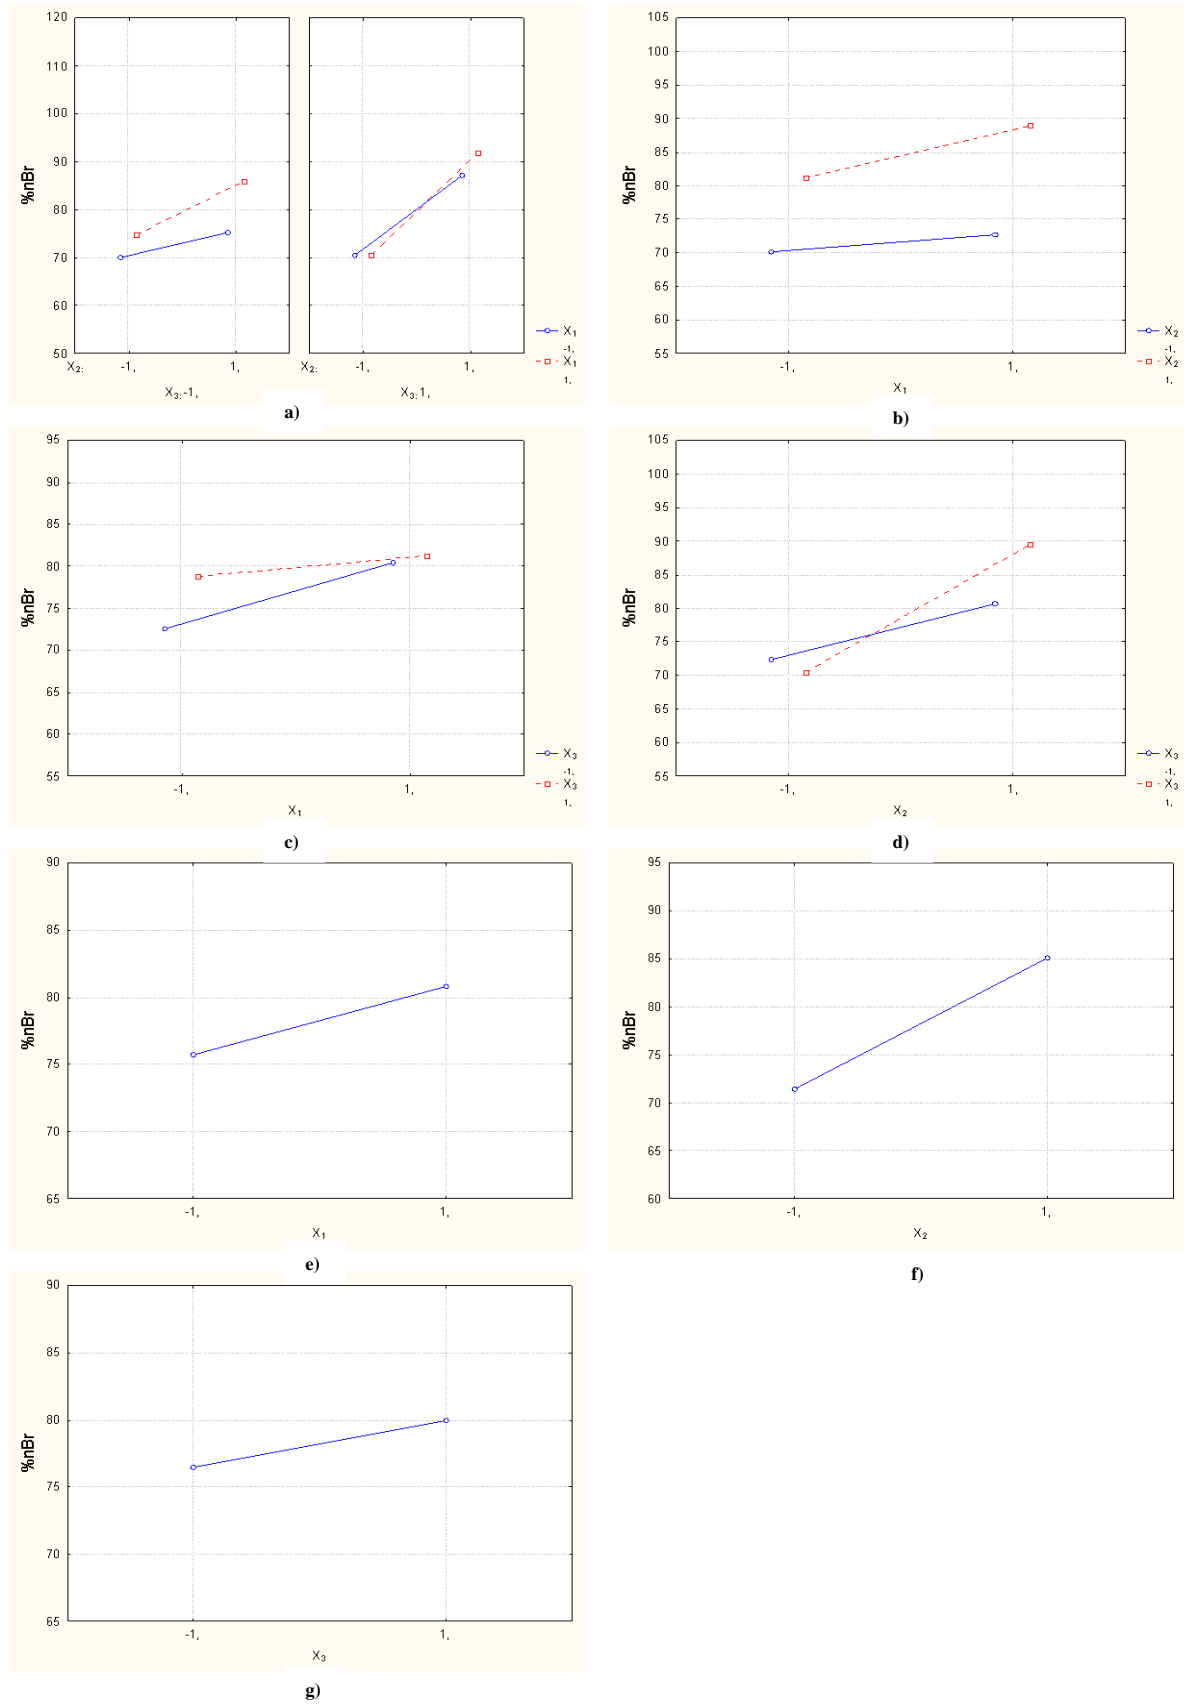 120
110
100
90
80
70
60
50
%nBr
X2: -1, 1,
X3: -1,
X2: -1, 1,
X3: 1,
X1
-1,
X1
1,
a)
105
100
95
90
85
80
75
70
65
60
55
%nBr
-1, 1,
X1
X2
-1,
X2
1,
b)
95
90
85
80
75
70
65
60
55
%nBr
-1, 1,
X1
X3
-1,
X3
1,
c)
105
100
95
90
85
80
75
70
65
60
55
%nBr
-1, 1,
X2
X3
-1,
X3
1,
d)
90
85
80
75
70
65
%nBr
-1, 1,
X1
e)
95
90
85
80
75
70
65
60
%nBr
-1, 1,
X2
f)
90
85
80
75
70
65
%nBr
-1, 1,
X3
g)